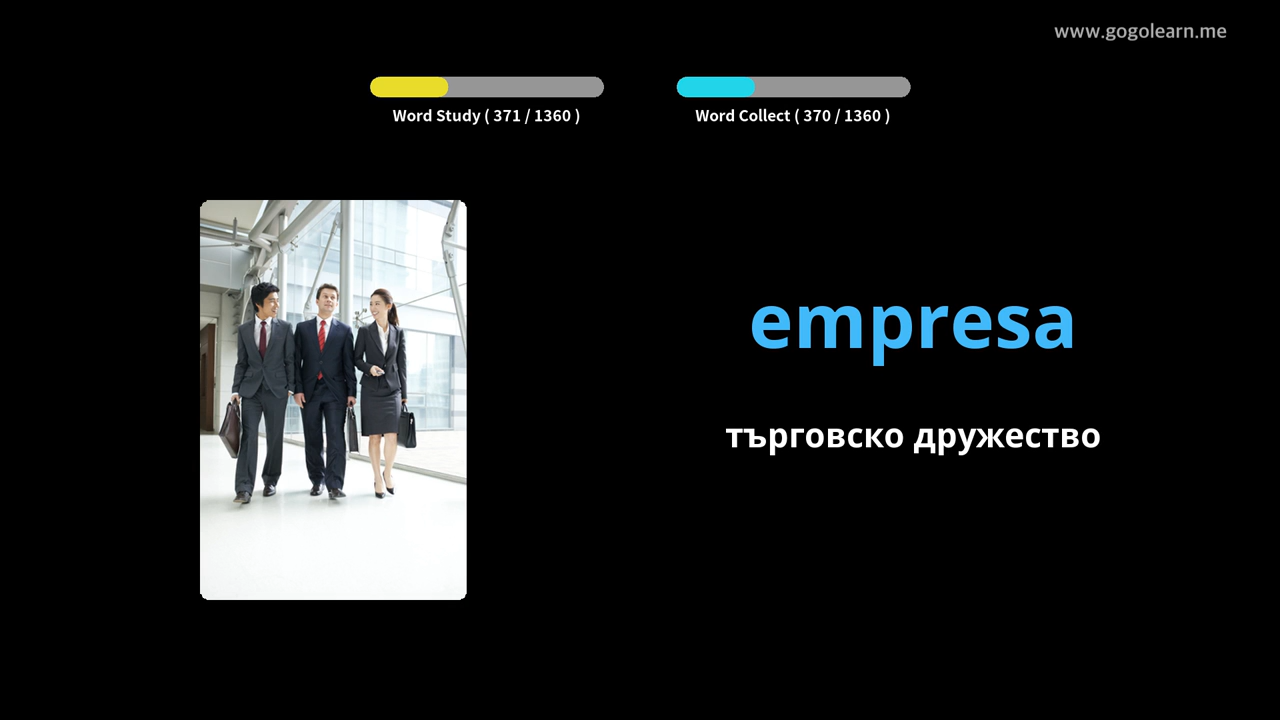 www.gogolearn.me
Word Study ( 371 / 1360 )
Word Collect ( 370 / 1360 )
empresa
търговско дружество